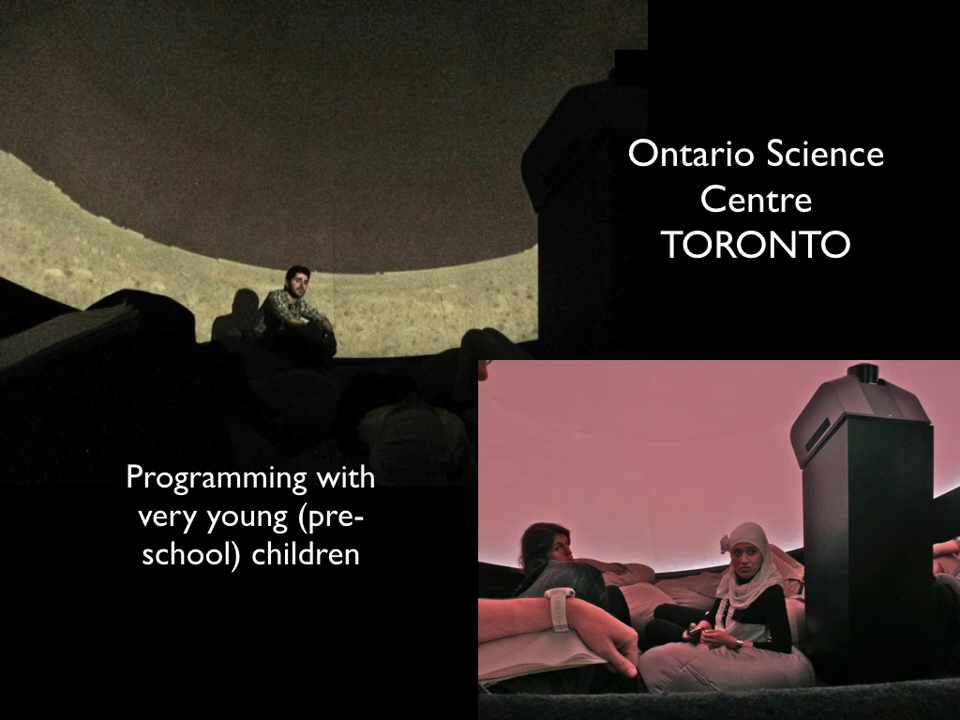 Ontario Science
Centre
TORONTO
Programming with
very young (pre-
school) children